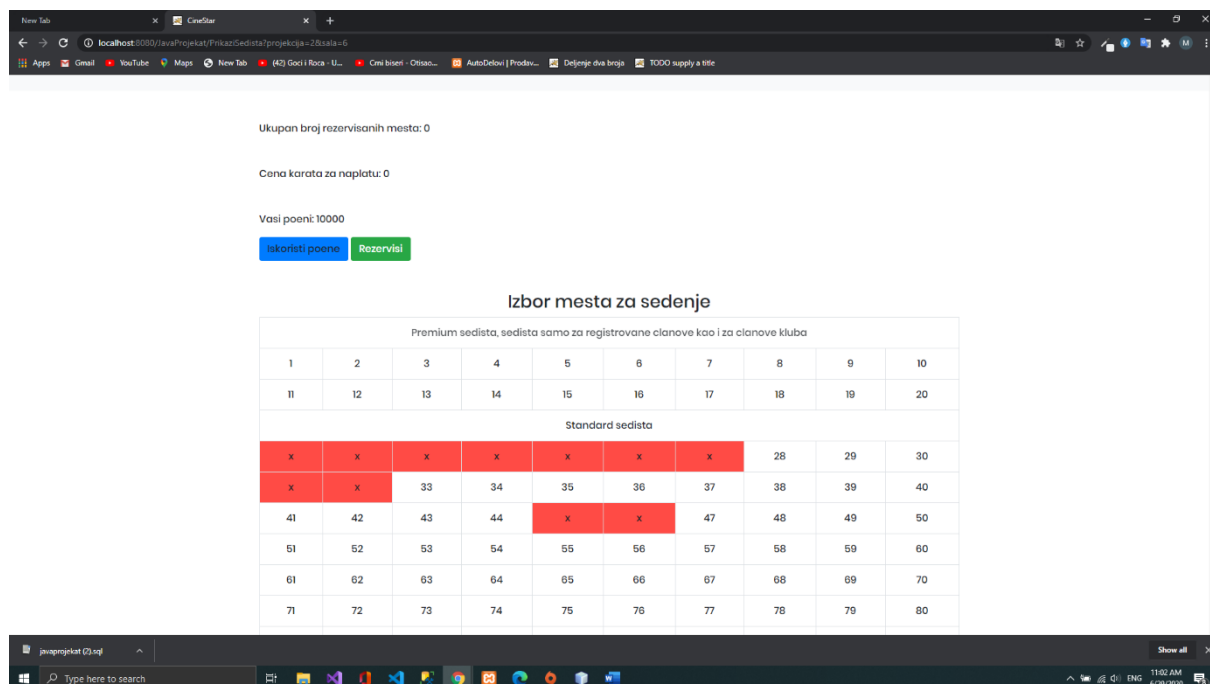 New Tab
CineStar
localhost:8080/JavaProjekat/PrikaziSedista?projekcija=2&sala=6
M
Apps Gmail YouTube Maps New Tab (42) Goci i Roca - U... Crni biseri - Otisao... AutoDelovi | Prodav... Deljenje dva broja TODO supply a title
Ukupan broj rezervisanih mesta: 0
Cena karata za naplatu: 0
Vasi poeni: 10000
Iskoristi poene Rezervisi
Izbor mesta za sedenje
Premium sedista, sedista samo za registrovane clanove kao i za clanove kluba
1 2 3 4 5 6 7 8 9 10
11 12 13 14 15 16 17 18 19 20
Standard sedista
x x x x x x x 28 29 30
x x 33 34 35 36 37 38 39 40
41 42 43 44 x x 47 48 49 50
51 52 53 54 55 56 57 58 59 60
61 62 63 64 65 66 67 68 69 70
71 72 73 74 75 76 77 78 79 80
javaprojekat (2).sql Show all
Type here to search ENG 11:02 AM